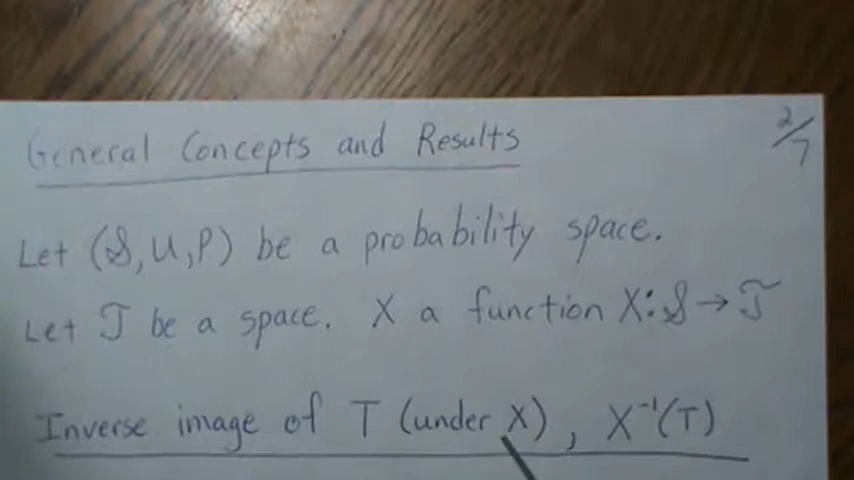 General Concepts and Results
2/7
Let (𝒮, U, P) be a probability space.
Let 𝒯 be a space. X a function X: 𝒮 → 𝒯
Inverse image of T (under X), X⁻¹(T)